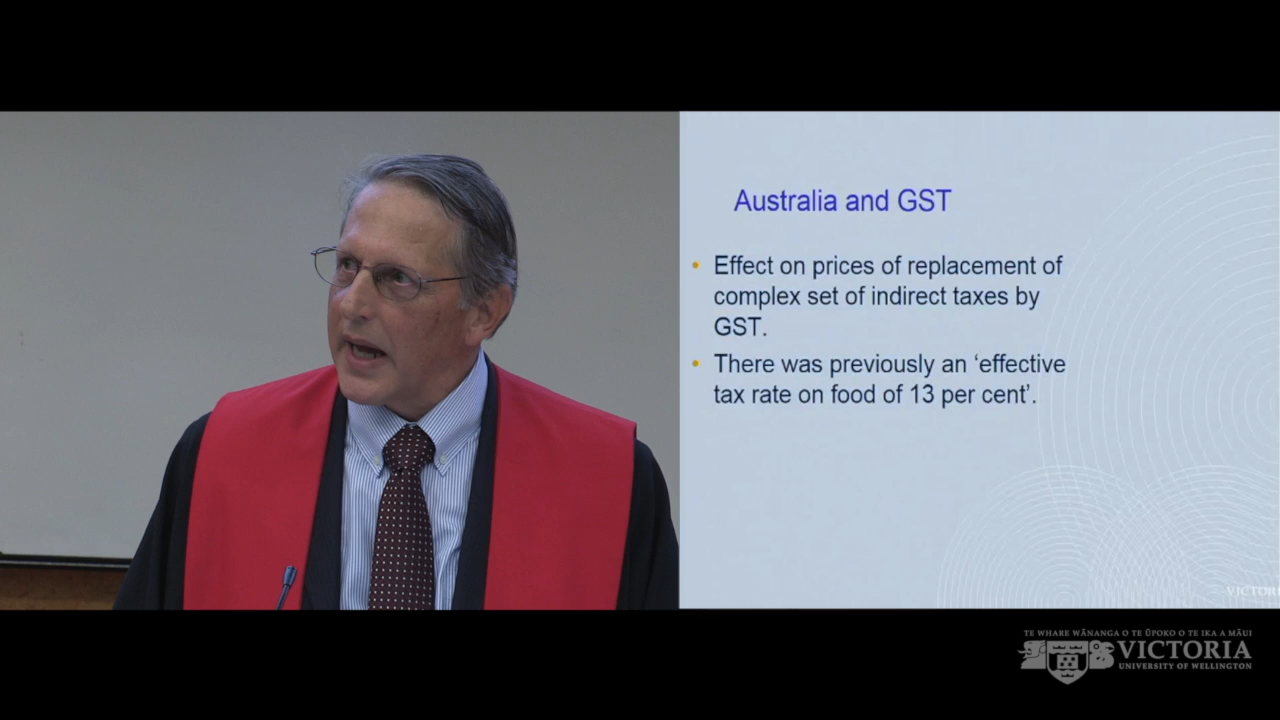 Australia and GST
• Effect on prices of replacement of
complex set of indirect taxes by
GST.
• There was previously an ‘effective
tax rate on food of 13 per cent’.
VICTORI
TE WHARE WĀNANGA O TE ŪPOKO O TE IKA A MĀUI
VICTORIA
UNIVERSITY OF WELLINGTON